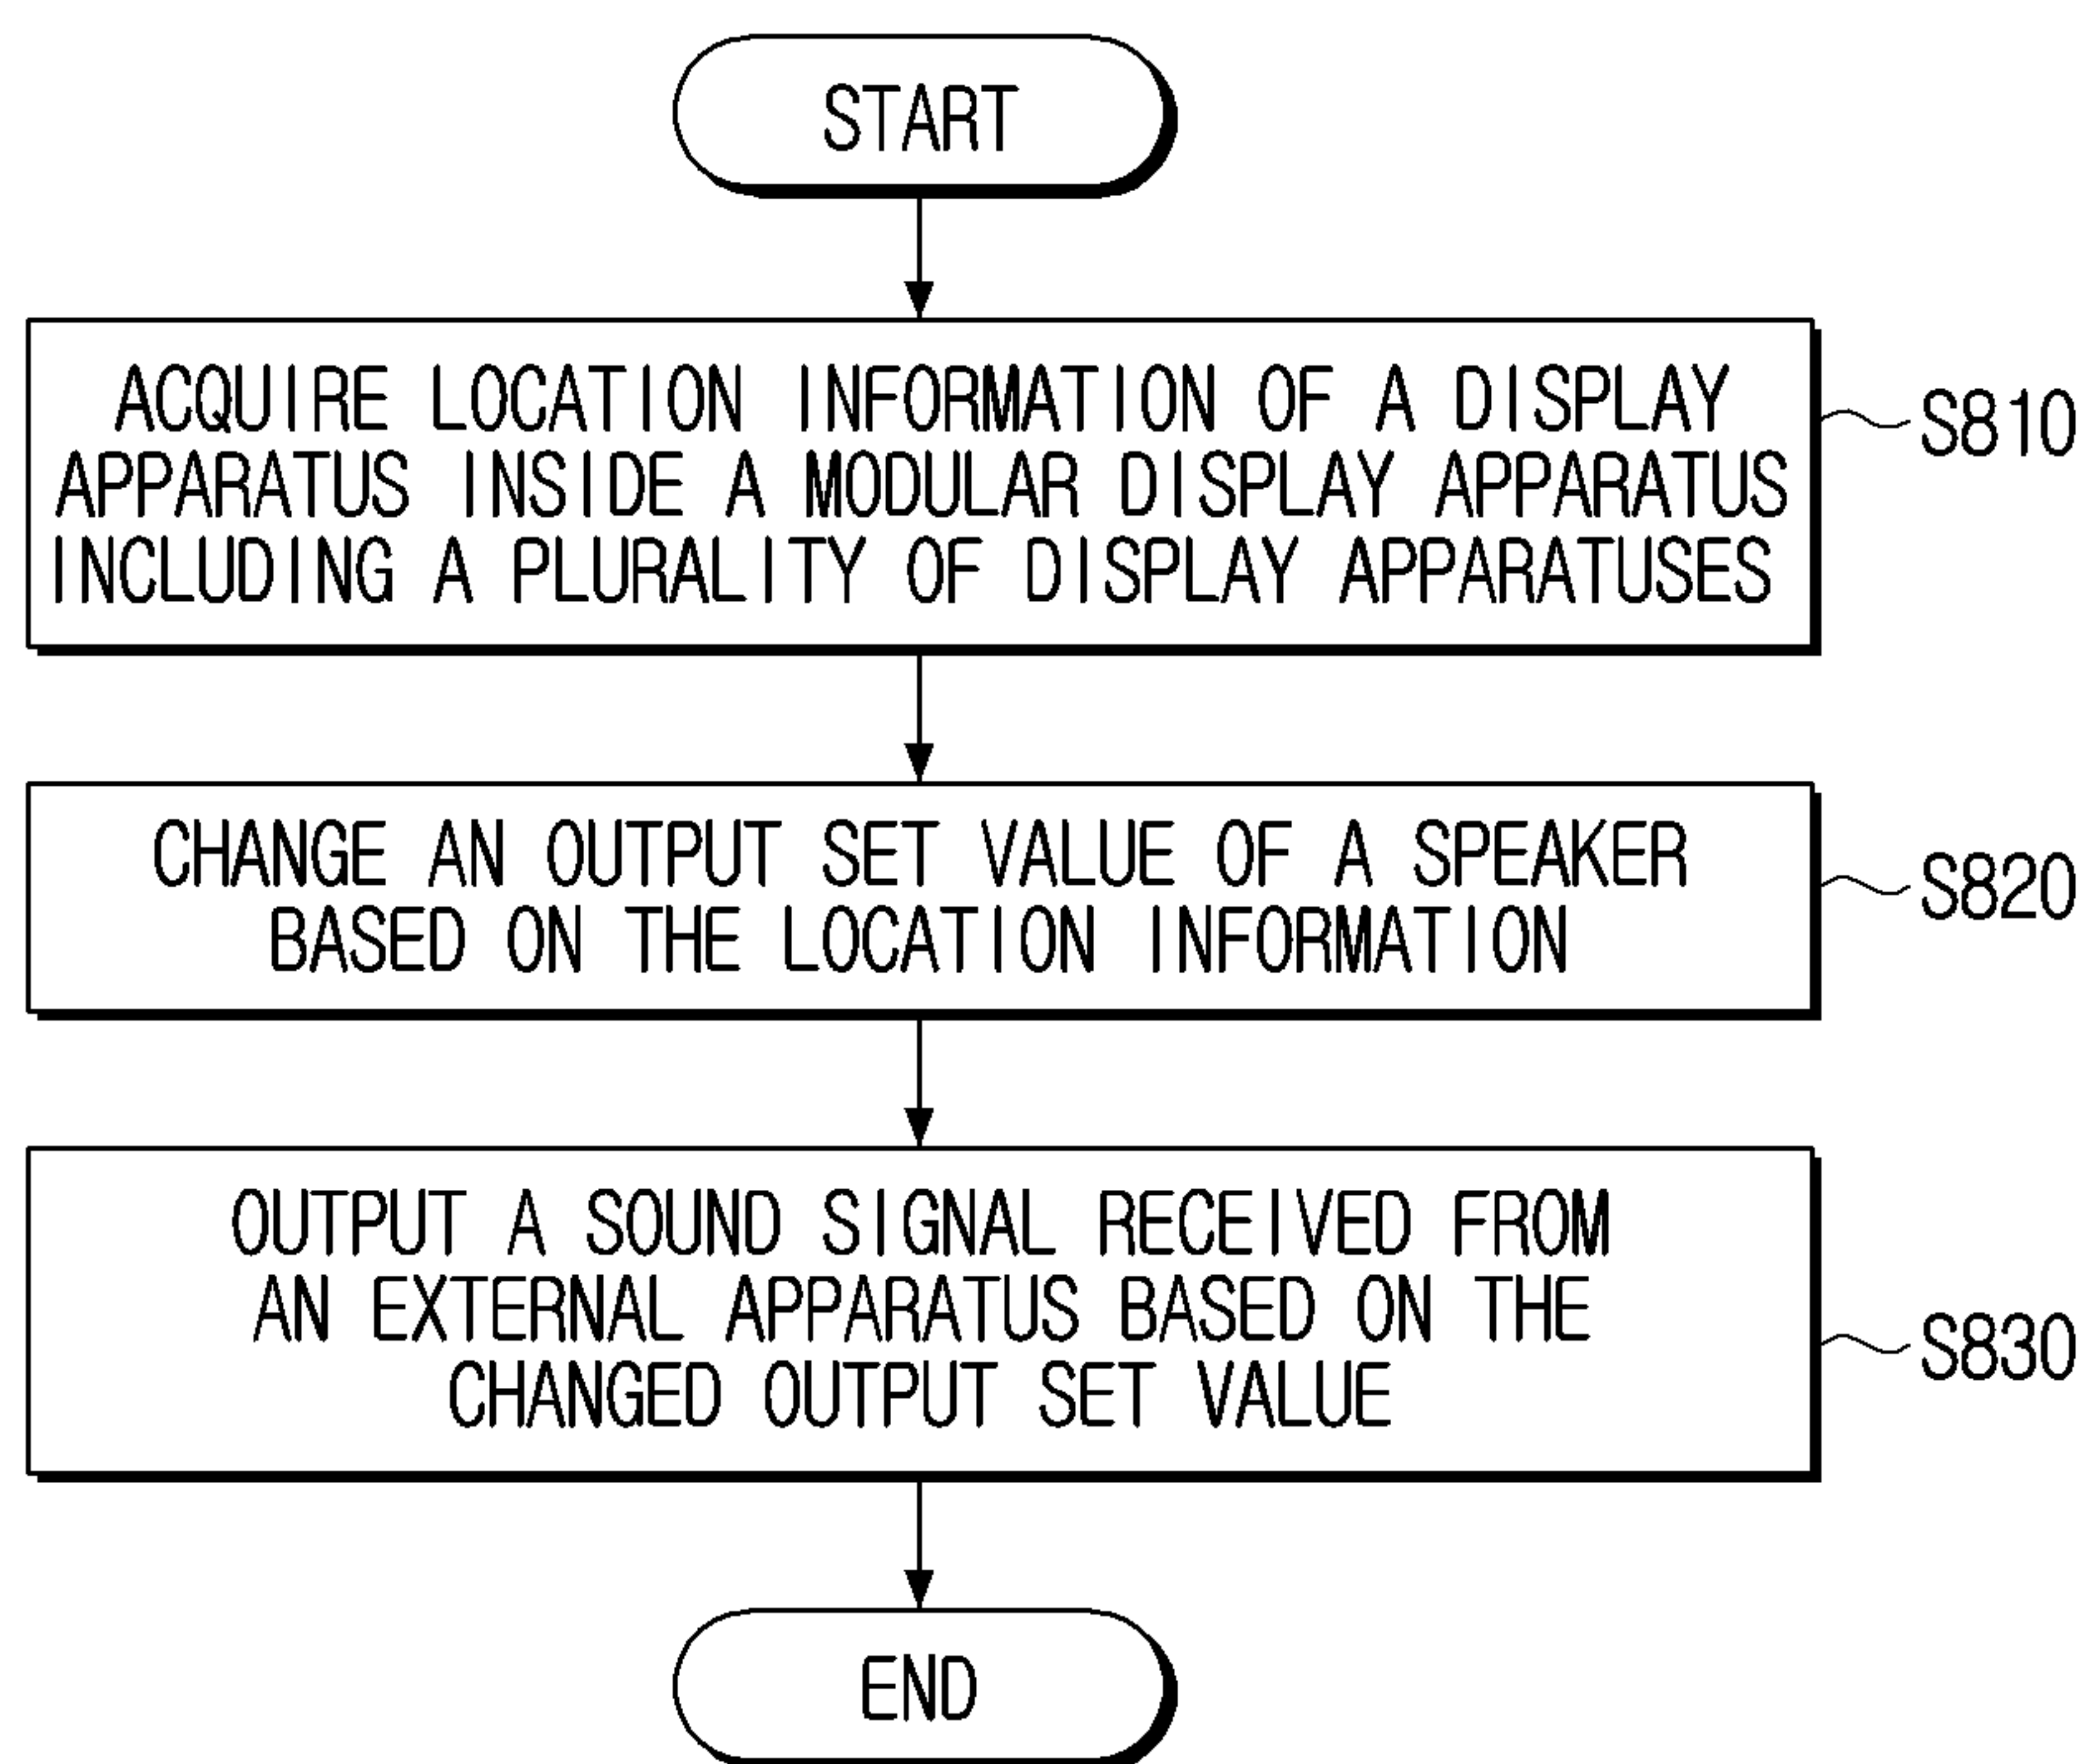 START
ACQUIRE LOCATION INFORMATION OF A DISPLAY
APPARATUS INSIDE A MODULAR DISPLAY APPARATUS
INCLUDING A PLURALITY OF DISPLAY APPARATUSES
S810
CHANGE AN OUTPUT SET VALUE OF A SPEAKER
BASED ON THE LOCATION INFORMATION
S820
OUTPUT A SOUND SIGNAL RECEIVED FROM
AN EXTERNAL APPARATUS BASED ON THE
CHANGED OUTPUT SET VALUE
S830
END